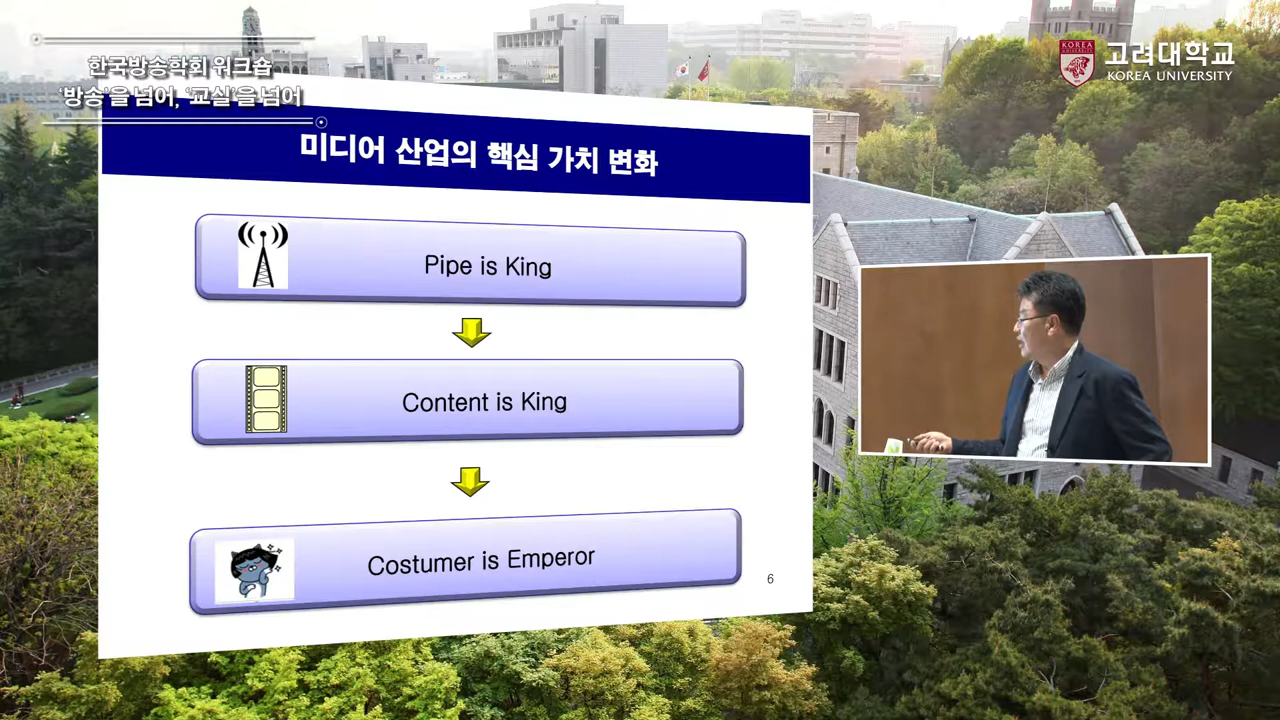 한국방송학회 워크숍
'방송'을 넘어, '교실'을 넘어
KOREA
UNIVERSITY
고려대학교
KOREA UNIVERSITY
미디어 산업의 핵심 가치 변화
Pipe is King
Content is King
Costumer is Emperor
6